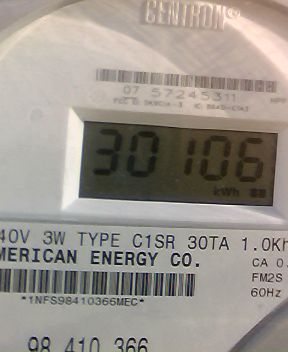 CENTRON®
07 57245311
30106
kWh
40V 3W TYPE C1SR 30TA 1.0Kh
MERICAN ENERGY CO.
CA 0.
FM2S
60Hz
*1NFS98410366MEC*
98 410 366